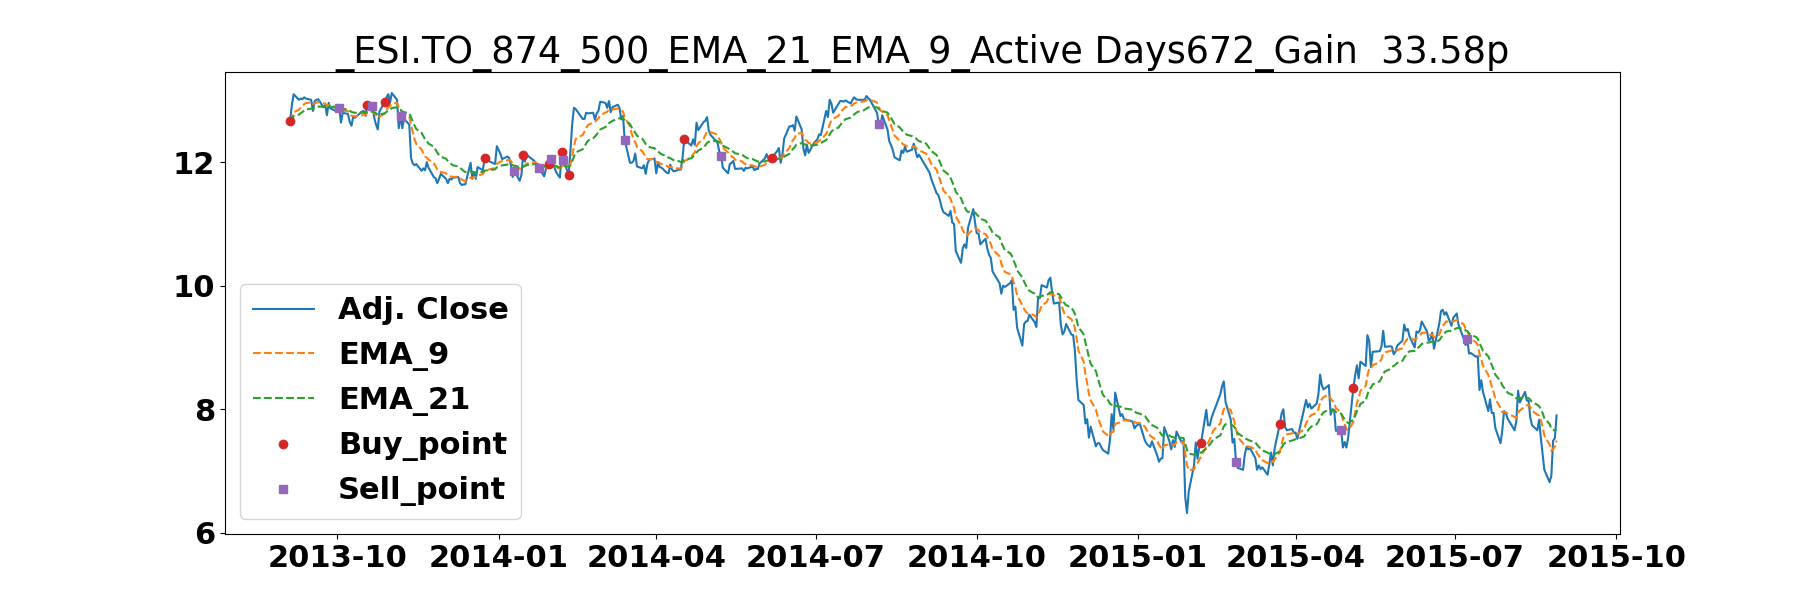 _ESI.TO_874_500_EMA_21_EMA_9_Active Days672_Gain  33.58p
12
10
8
6
Adj. Close
EMA_9
EMA_21
Buy_point
Sell_point
2013-10 2014-01 2014-04 2014-07 2014-10 2015-01 2015-04 2015-07 2015-10